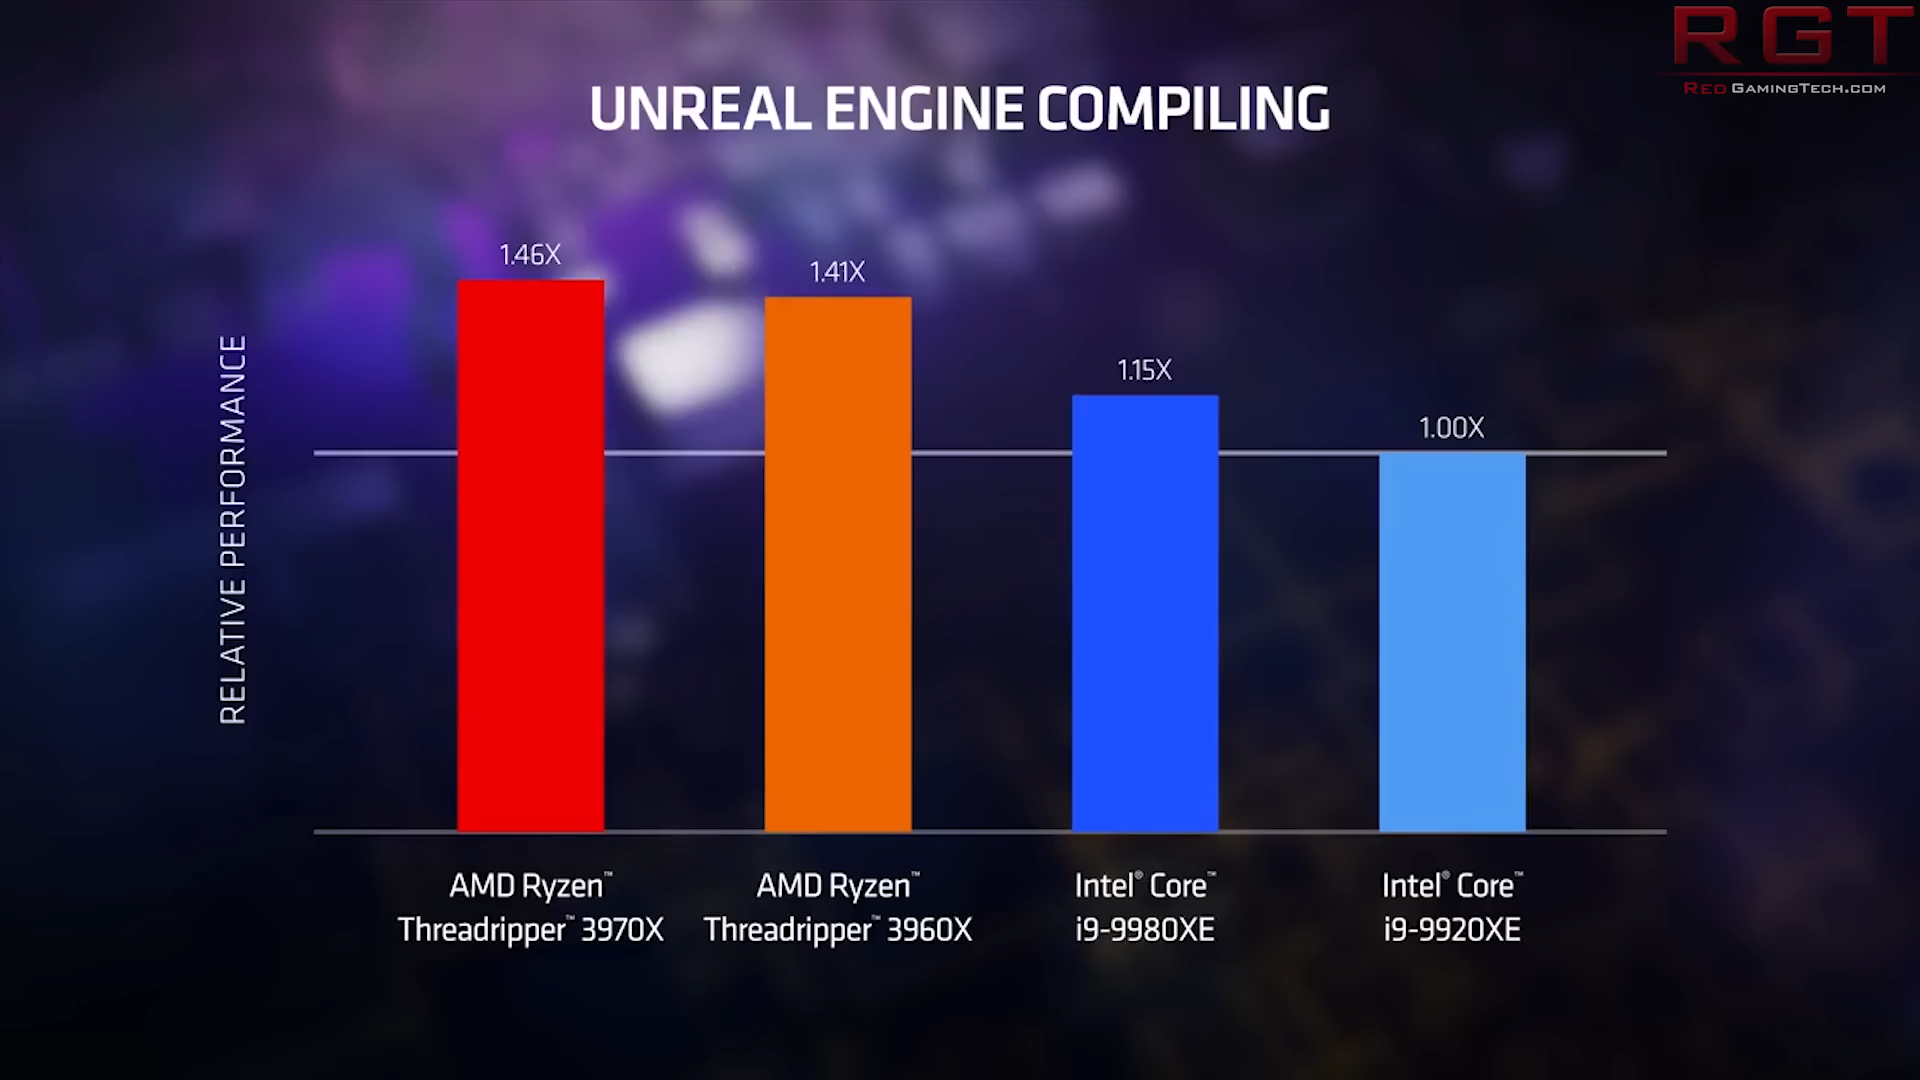 RGT
RED GAMINGTECH.COM
UNREAL ENGINE COMPILING
RELATIVE PERFORMANCE
1.46X
1.41X
1.15X
1.00X
AMD Ryzen™
Threadripper™ 3970X
AMD Ryzen™
Threadripper™ 3960X
Intel® Core™
i9-9980XE
Intel® Core™
i9-9920XE